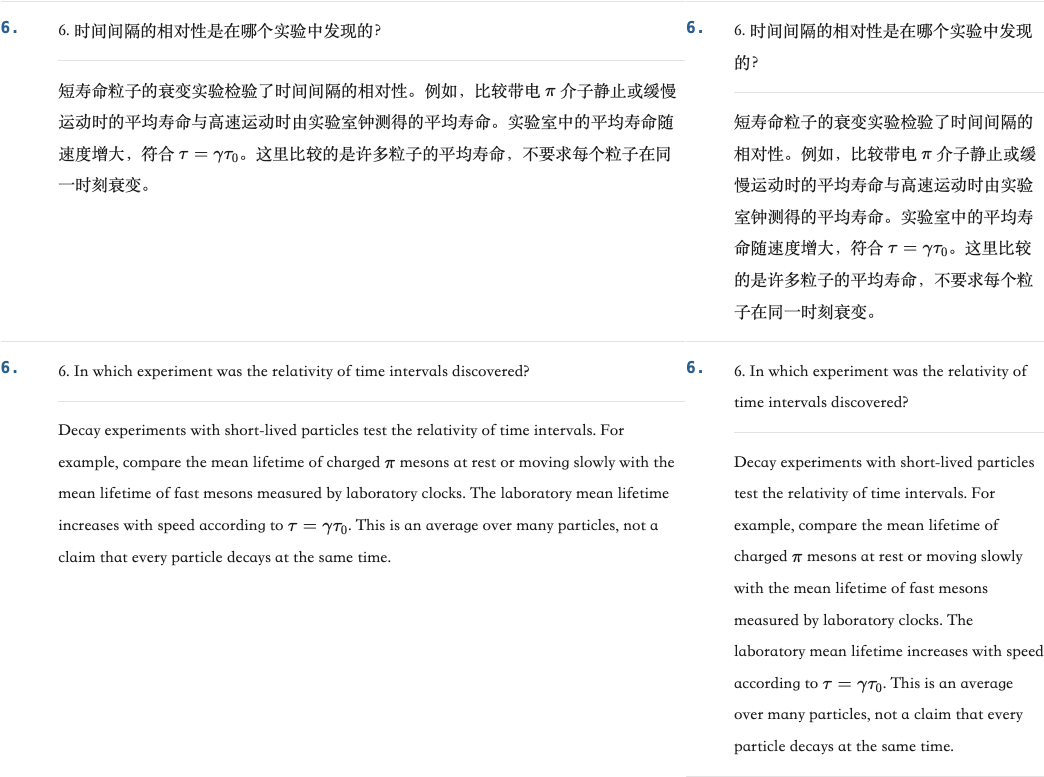 6.
6. 时间间隔的相对性是在哪个实验中发现的?
短寿命粒子的衰变实验检验了时间间隔的相对性。例如，比较带电 π 介子静止或缓慢
运动时的平均寿命与高速运动时由实验室钟测得的平均寿命。实验室中的平均寿命随
速度增大，符合 τ = γτ₀。这里比较的是许多粒子的平均寿命，不要求每个粒子在同
一时刻衰变。
6.
6. 时间间隔的相对性是在哪个实验中发现
的?
短寿命粒子的衰变实验检验了时间间隔的
相对性。例如，比较带电 π 介子静止或缓
慢运动时的平均寿命与高速运动时由实验
室钟测得的平均寿命。实验室中的平均寿
命随速度增大，符合 τ = γτ₀。这里比较
的是许多粒子的平均寿命，不要求每个粒
子在同一时刻衰变。
6.
6. In which experiment was the relativity of time intervals discovered?
Decay experiments with short-lived particles test the relativity of time intervals. For
example, compare the mean lifetime of charged π mesons at rest or moving slowly with the
mean lifetime of fast mesons measured by laboratory clocks. The laboratory mean lifetime
increases with speed according to τ = γτ₀. This is an average over many particles, not a
claim that every particle decays at the same time.
6.
6. In which experiment was the relativity of
time intervals discovered?
Decay experiments with short-lived particles
test the relativity of time intervals. For
example, compare the mean lifetime of
charged π mesons at rest or moving slowly
with the mean lifetime of fast mesons
measured by laboratory clocks. The
laboratory mean lifetime increases with speed
according to τ = γτ₀. This is an average
over many particles, not a claim that every
particle decays at the same time.